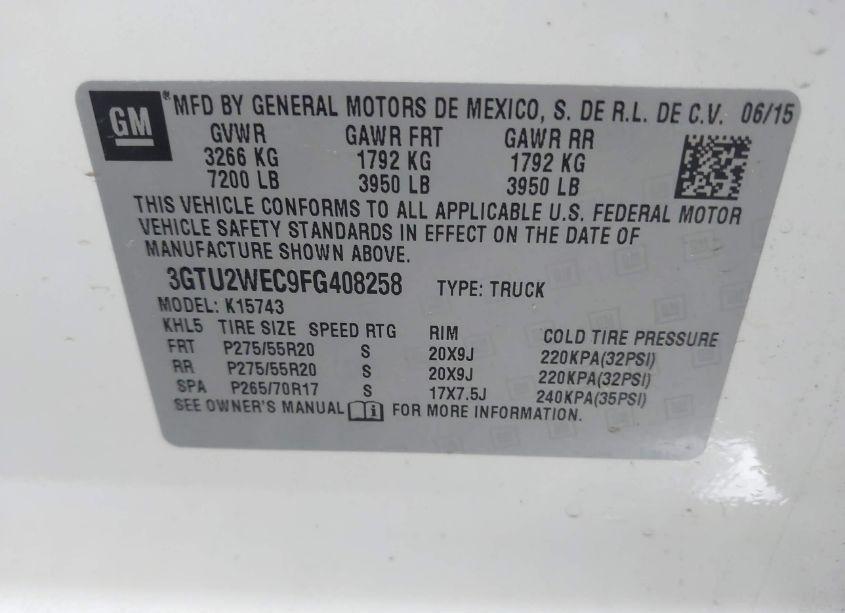 GM ® MFD BY GENERAL MOTORS DE MEXICO, S. DE R.L. DE C.V. 06/15
GVWR GAWR FRT GAWR RR
3266 KG 1792 KG 1792 KG
7200 LB 3950 LB 3950 LB
THIS VEHICLE CONFORMS TO ALL APPLICABLE U.S. FEDERAL MOTOR
VEHICLE SAFETY STANDARDS IN EFFECT ON THE DATE OF
MANUFACTURE SHOWN ABOVE.
3GTU2WEC9FG408258 TYPE: TRUCK
MODEL: K15743
KHL5 TIRE SIZE SPEED RTG RIM COLD TIRE PRESSURE
FRT P275/55R20 S 20X9J 220KPA(32PSI)
RR P275/55R20 S 20X9J 220KPA(32PSI)
SPA P265/70R17 S 17X7.5J 240KPA(35PSI)
SEE OWNER'S MANUAL FOR MORE INFORMATION.